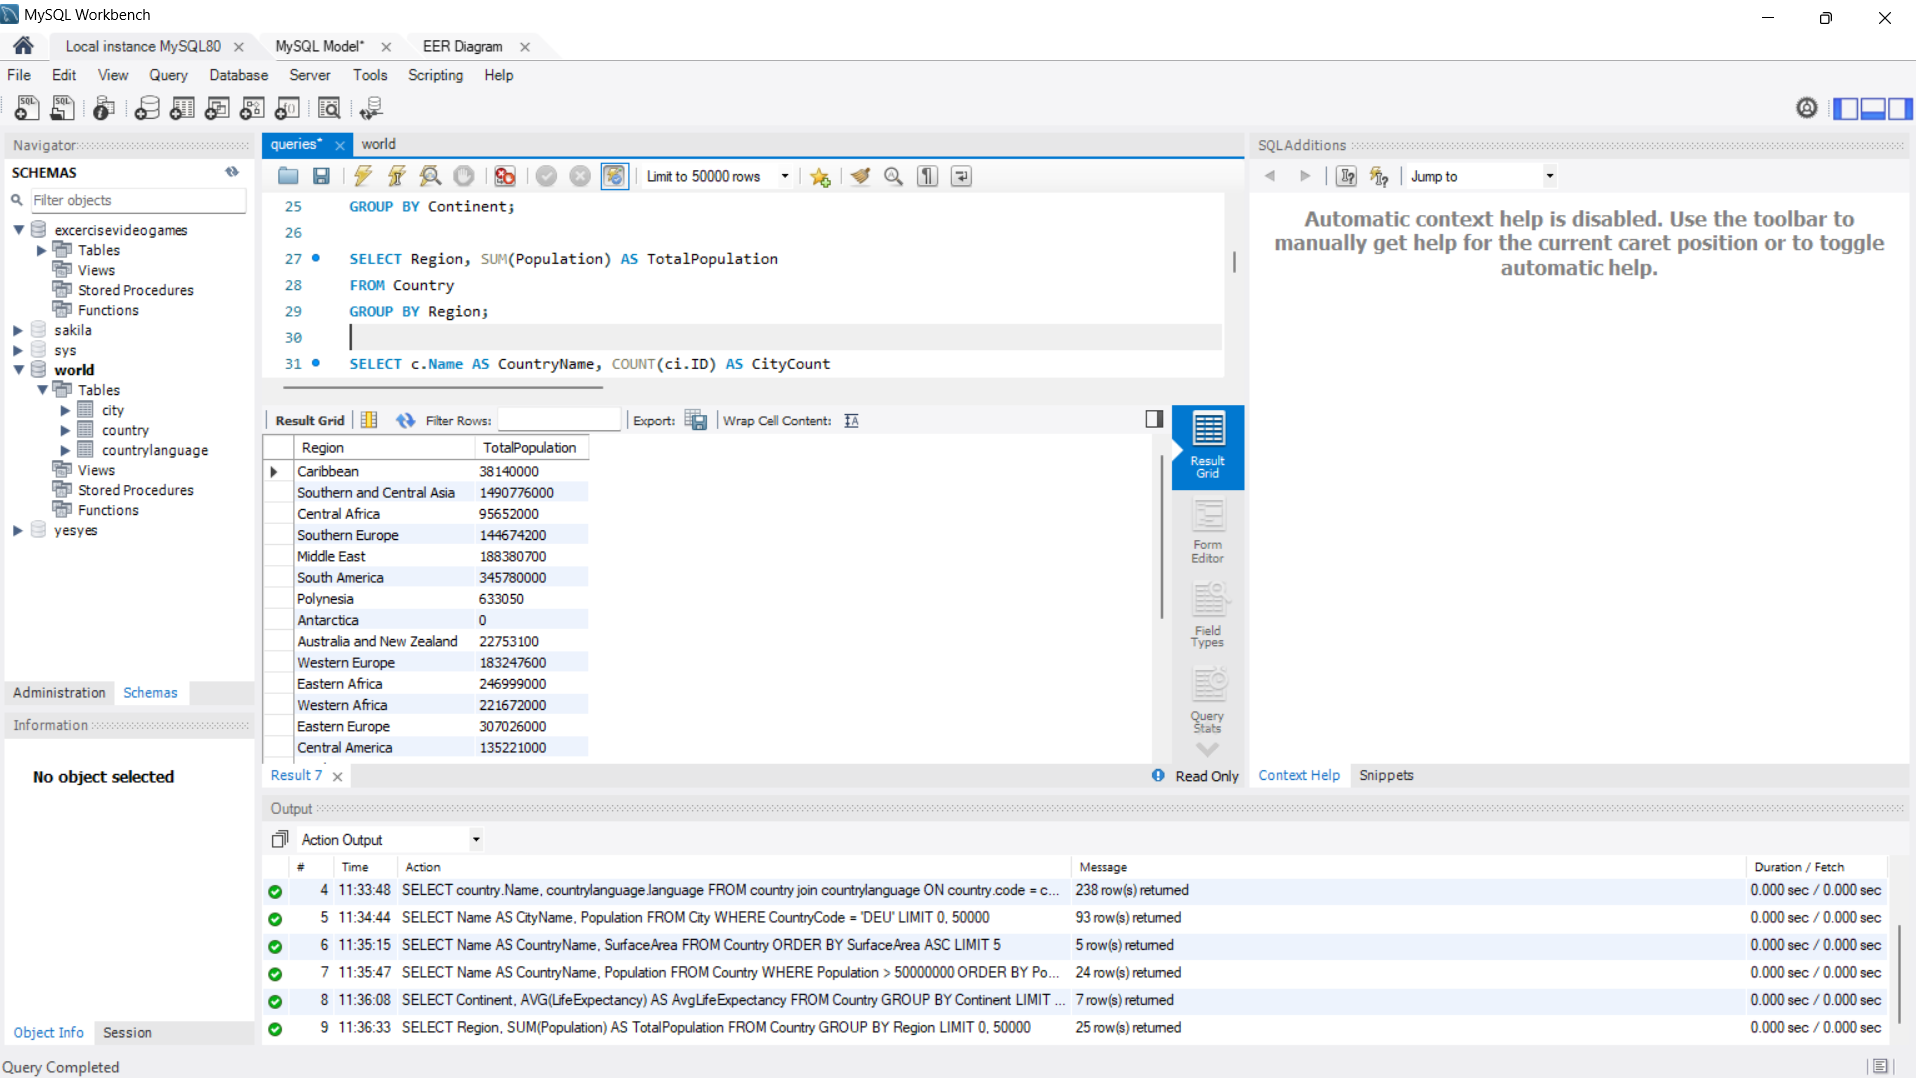 MySQL Workbench
Local instance MySQL80
MySQL Model*
EER Diagram
File Edit View Query Database Server Tools Scripting Help
Navigator
SCHEMAS
Filter objects
excercisevideogames
Tables
Views
Stored Procedures
Functions
sakila
sys
world
Tables
city
country
countrylanguage
Views
Stored Procedures
Functions
yesyes
Administration Schemas
Information
No object selected
Object Info Session
queries* world
Limit to 50000 rows
25 GROUP BY Continent;
26
27 SELECT Region, SUM(Population) AS TotalPopulation
28 FROM Country
29 GROUP BY Region;
30
31 SELECT c.Name AS CountryName, COUNT(ci.ID) AS CityCount
Result Grid Filter Rows: Export: Wrap Cell Content:
Region TotalPopulation
Caribbean 38140000
Southern and Central Asia 1490776000
Central Africa 95652000
Southern Europe 144674200
Middle East 188380700
South America 345780000
Polynesia 633050
Antarctica 0
Australia and New Zealand 22753100
Western Europe 183247600
Eastern Africa 246999000
Western Africa 221672000
Eastern Europe 307026000
Central America 135221000
Result Grid
Form Editor
Field Types
Query Stats
Result 7
Read Only
SQLAdditions
Jump to
Automatic context help is disabled. Use the toolbar to
manually get help for the current caret position or to toggle
automatic help.
Context Help Snippets
Output
Action Output
# Time Action Message Duration / Fetch
4 11:33:48 SELECT country.Name, countrylanguage.language FROM country join countrylanguage ON country.code = c... 238 row(s) returned 0.000 sec / 0.000 sec
5 11:34:44 SELECT Name AS CityName, Population FROM City WHERE CountryCode = 'DEU' LIMIT 0, 50000 93 row(s) returned 0.000 sec / 0.000 sec
6 11:35:15 SELECT Name AS CountryName, SurfaceArea FROM Country ORDER BY SurfaceArea ASC LIMIT 5 5 row(s) returned 0.000 sec / 0.000 sec
7 11:35:47 SELECT Name AS CountryName, Population FROM Country WHERE Population > 50000000 ORDER BY Po... 24 row(s) returned 0.000 sec / 0.000 sec
8 11:36:08 SELECT Continent, AVG(LifeExpectancy) AS AvgLifeExpectancy FROM Country GROUP BY Continent LIMIT ... 7 row(s) returned 0.000 sec / 0.000 sec
9 11:36:33 SELECT Region, SUM(Population) AS TotalPopulation FROM Country GROUP BY Region LIMIT 0, 50000 25 row(s) returned 0.000 sec / 0.000 sec
Query Completed